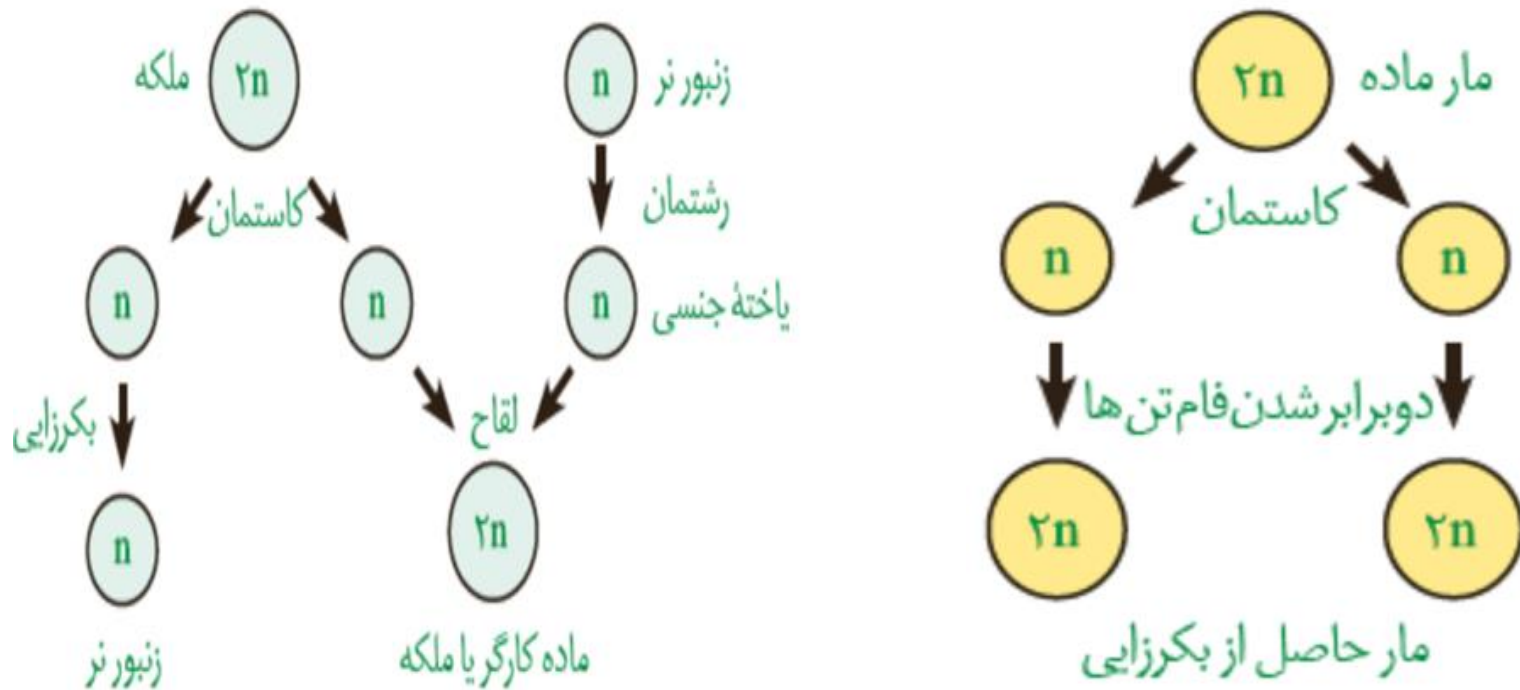 ملکه
۲n
n
زنبور نر
کاستمان
رشتمان
n
n
n
یاختهٔ جنسی
بکرزایی
لقاح
n
۲n
زنبور نر
ماده کارگر یا ملکه
۲n
مار ماده
کاستمان
n
n
دوبرابر شدن فام‌تن‌ها
۲n
۲n
مار حاصل از بکرزایی